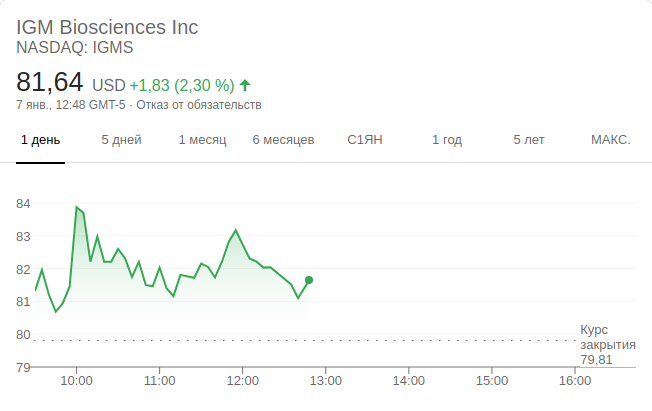 IGM Biosciences Inc
NASDAQ: IGMS
81,64 USD +1,83 (2,30 %)
7 янв., 12:48 GMT-5 · Отказ от обязательств
1 день 5 дней 1 месяц 6 месяцев С1ЯН 1 год 5 лет МАКС.
84
83
82
81
80
79
Курс
закрытия
79,81
10:00 11:00 12:00 13:00 14:00 15:00 16:00